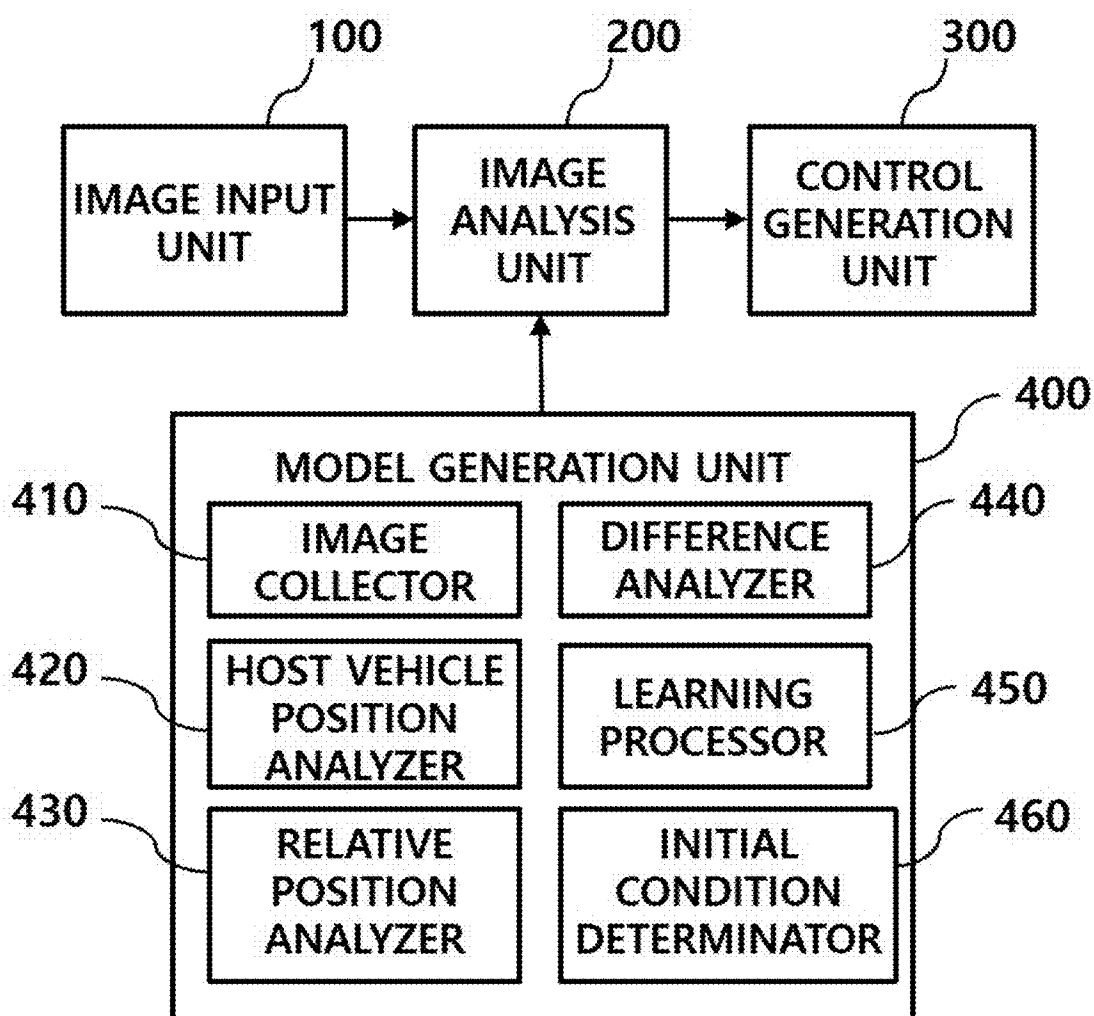 100
200
300
IMAGE INPUT
UNIT
IMAGE
ANALYSIS
UNIT
CONTROL
GENERATION
UNIT
400
MODEL GENERATION UNIT
410
IMAGE
COLLECTOR
DIFFERENCE
ANALYZER
440
420
HOST VEHICLE
POSITION
ANALYZER
LEARNING
PROCESSOR
450
430
RELATIVE
POSITION
ANALYZER
INITIAL
CONDITION
DETERMINATOR
460